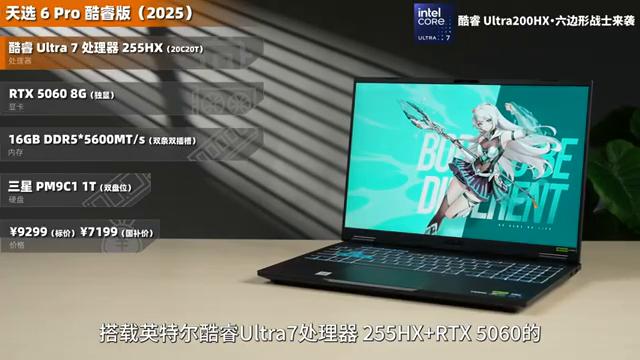 天选 6 Pro 酷睿版（2025）
intel
CORE
ULTRA 7
酷睿 Ultra200HX·六边形战士来袭
酷睿 Ultra 7 处理器 255HX（20C20T）
处理器
RTX 5060 8G（独显）
显卡
16GB DDR5*5600MT/s（双条双插槽）
内存
三星 PM9C1 1T（双盘位）
硬盘
¥9299（标价）¥7199（国补价）
价格
搭载英特尔酷睿Ultra7处理器 255HX+RTX 5060的